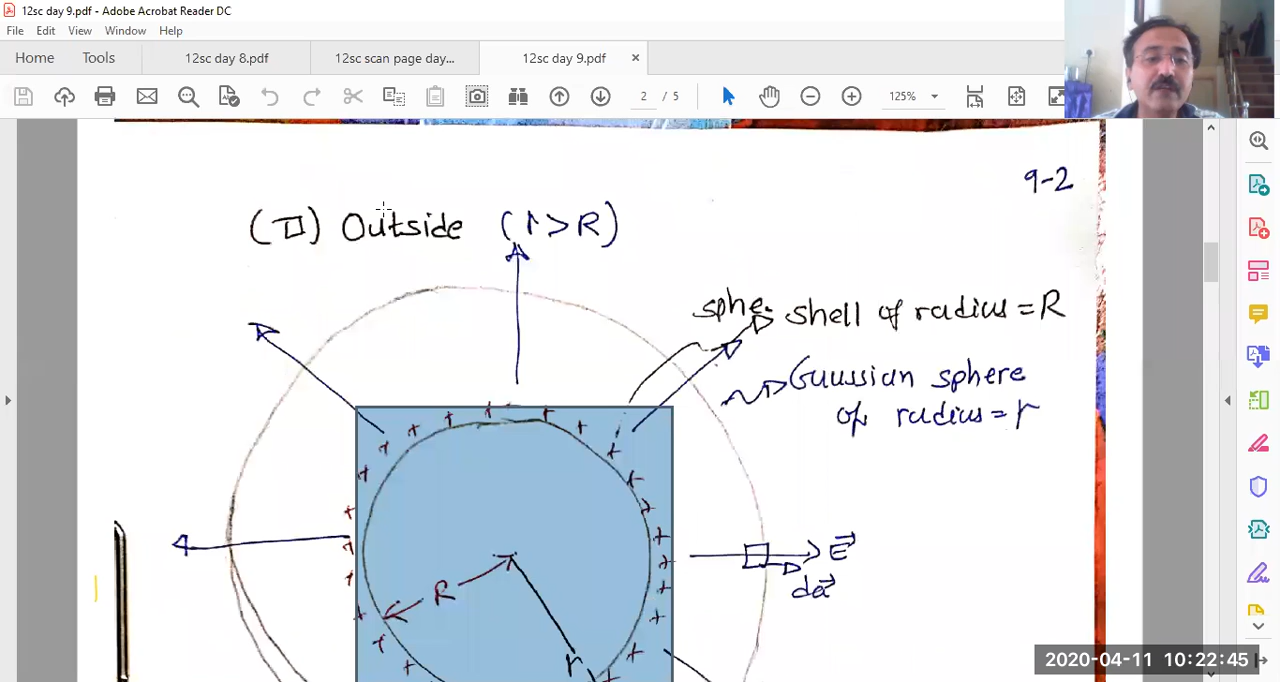 12sc day 9.pdf - Adobe Acrobat Reader DC
File Edit View Window Help
Home Tools 12sc day 8.pdf 12sc scan page day... 12sc day 9.pdf ×
2 / 5 125%
9-2
(II) Outside (r > R)
sphe. shell of radius = R
Gaussian sphere
of radius = r
E
da
R
r
2020-04-11 10:22:45